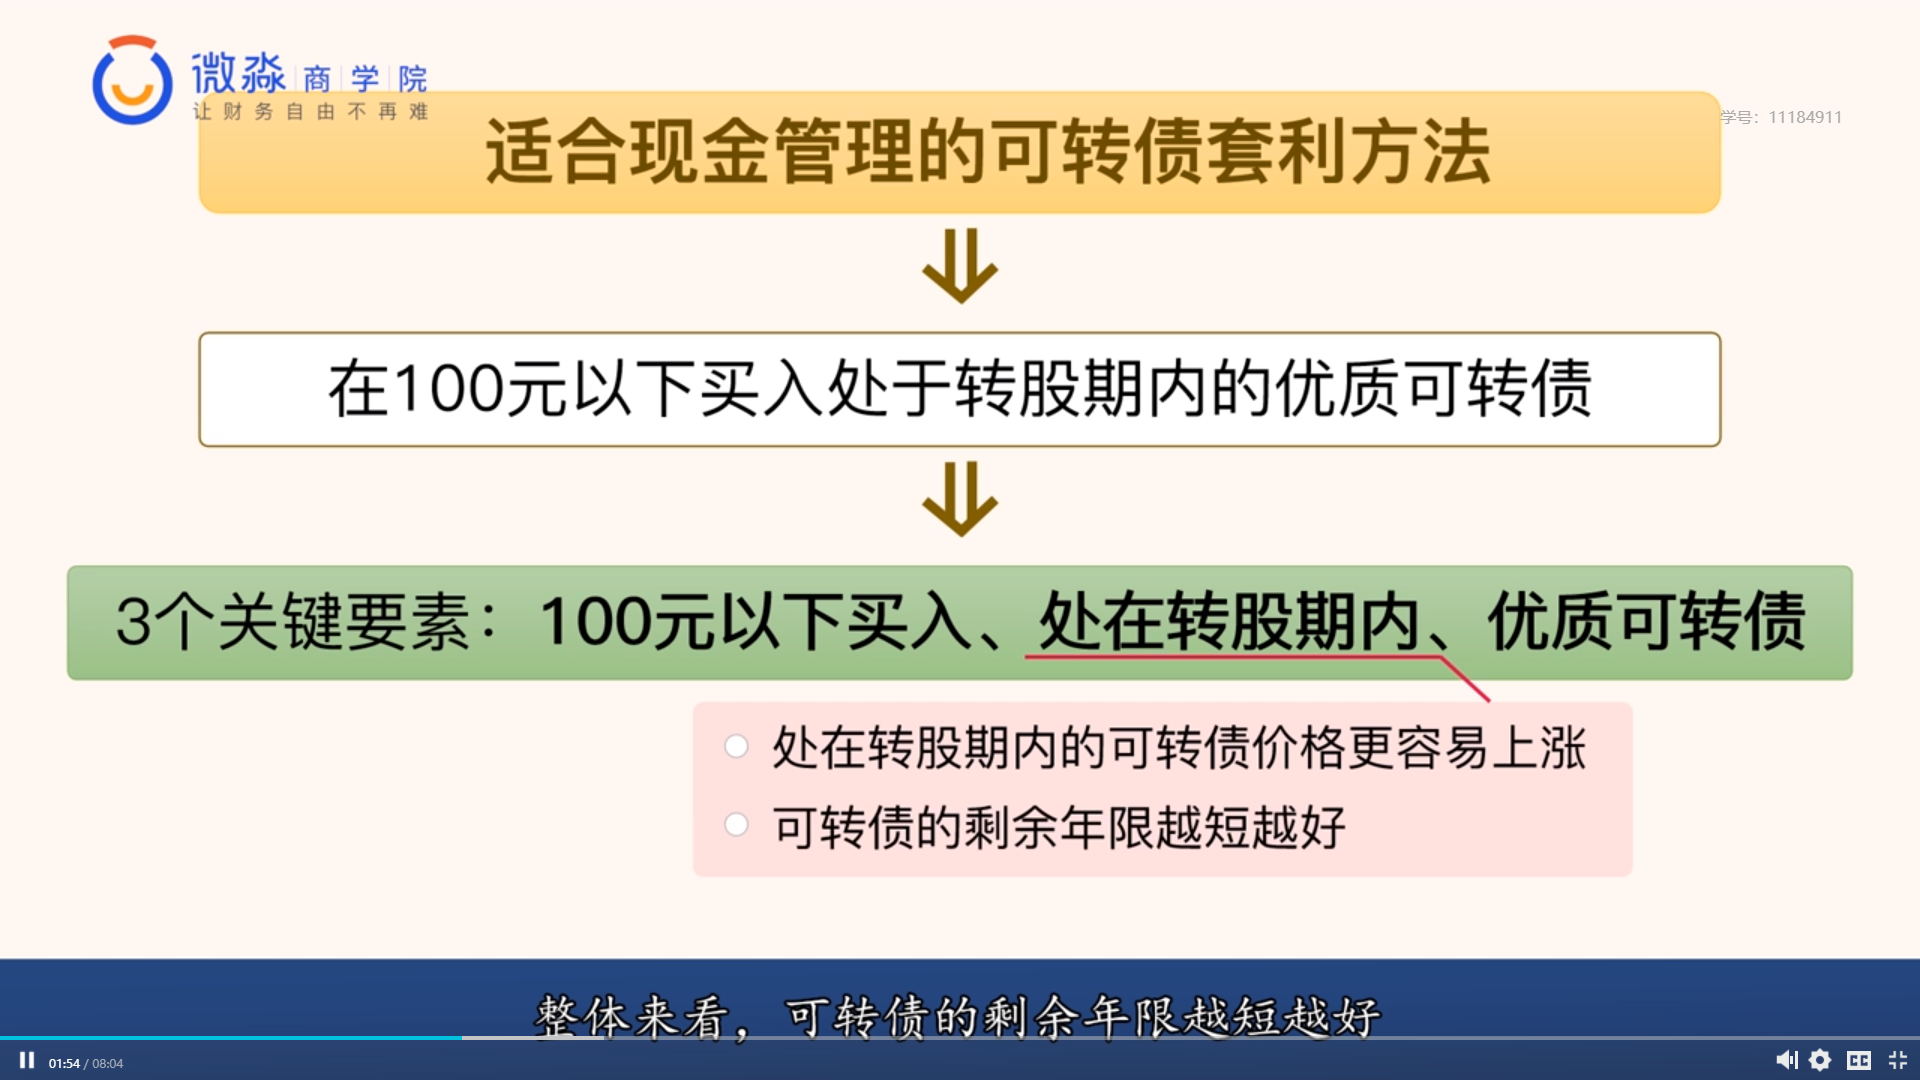 微淼商学院
让财务自由不再难
学号：11184911
适合现金管理的可转债套利方法
在100元以下买入处于转股期内的优质可转债
3个关键要素：100元以下买入、处在转股期内、优质可转债
处在转股期内的可转债价格更容易上涨
可转债的剩余年限越短越好
整体来看，可转债的剩余年限越短越好
01:54 / 08:04
CC